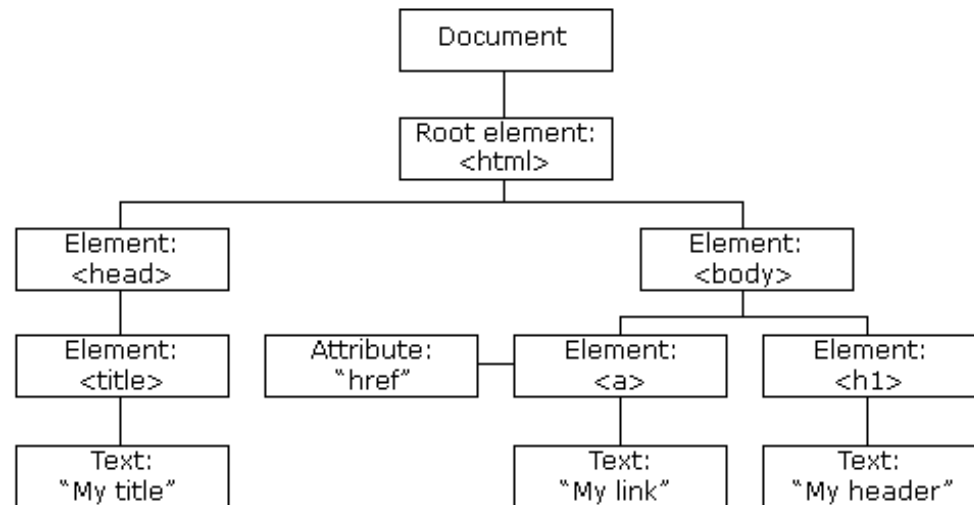 Document
Root element:
<html>
Element:
<head>
Element:
<body>
Element:
<title>
Attribute:
“href”
Element:
<a>
Element:
<h1>
Text:
“My title”
Text:
“My link”
Text:
“My header”